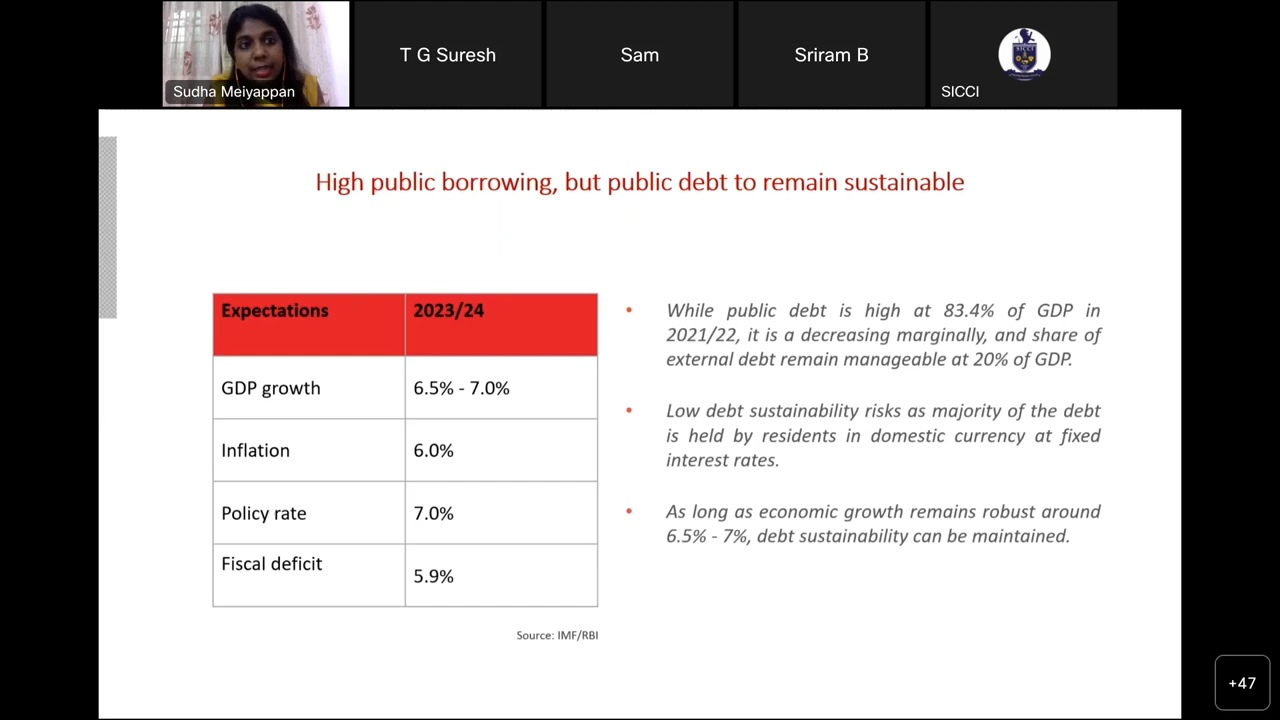 Sudha Meiyappan
T G Suresh
Sam
Sriram B
SICCI
SICCI
High public borrowing, but public debt to remain sustainable
Expectations 2023/24
GDP growth 6.5% - 7.0%
Inflation 6.0%
Policy rate 7.0%
Fiscal deficit 5.9%
Source: IMF/RBI
• While public debt is high at 83.4% of GDP in
2021/22, it is a decreasing marginally, and share of
external debt remain manageable at 20% of GDP.
• Low debt sustainability risks as majority of the debt
is held by residents in domestic currency at fixed
interest rates.
• As long as economic growth remains robust around
6.5% - 7%, debt sustainability can be maintained.
+47